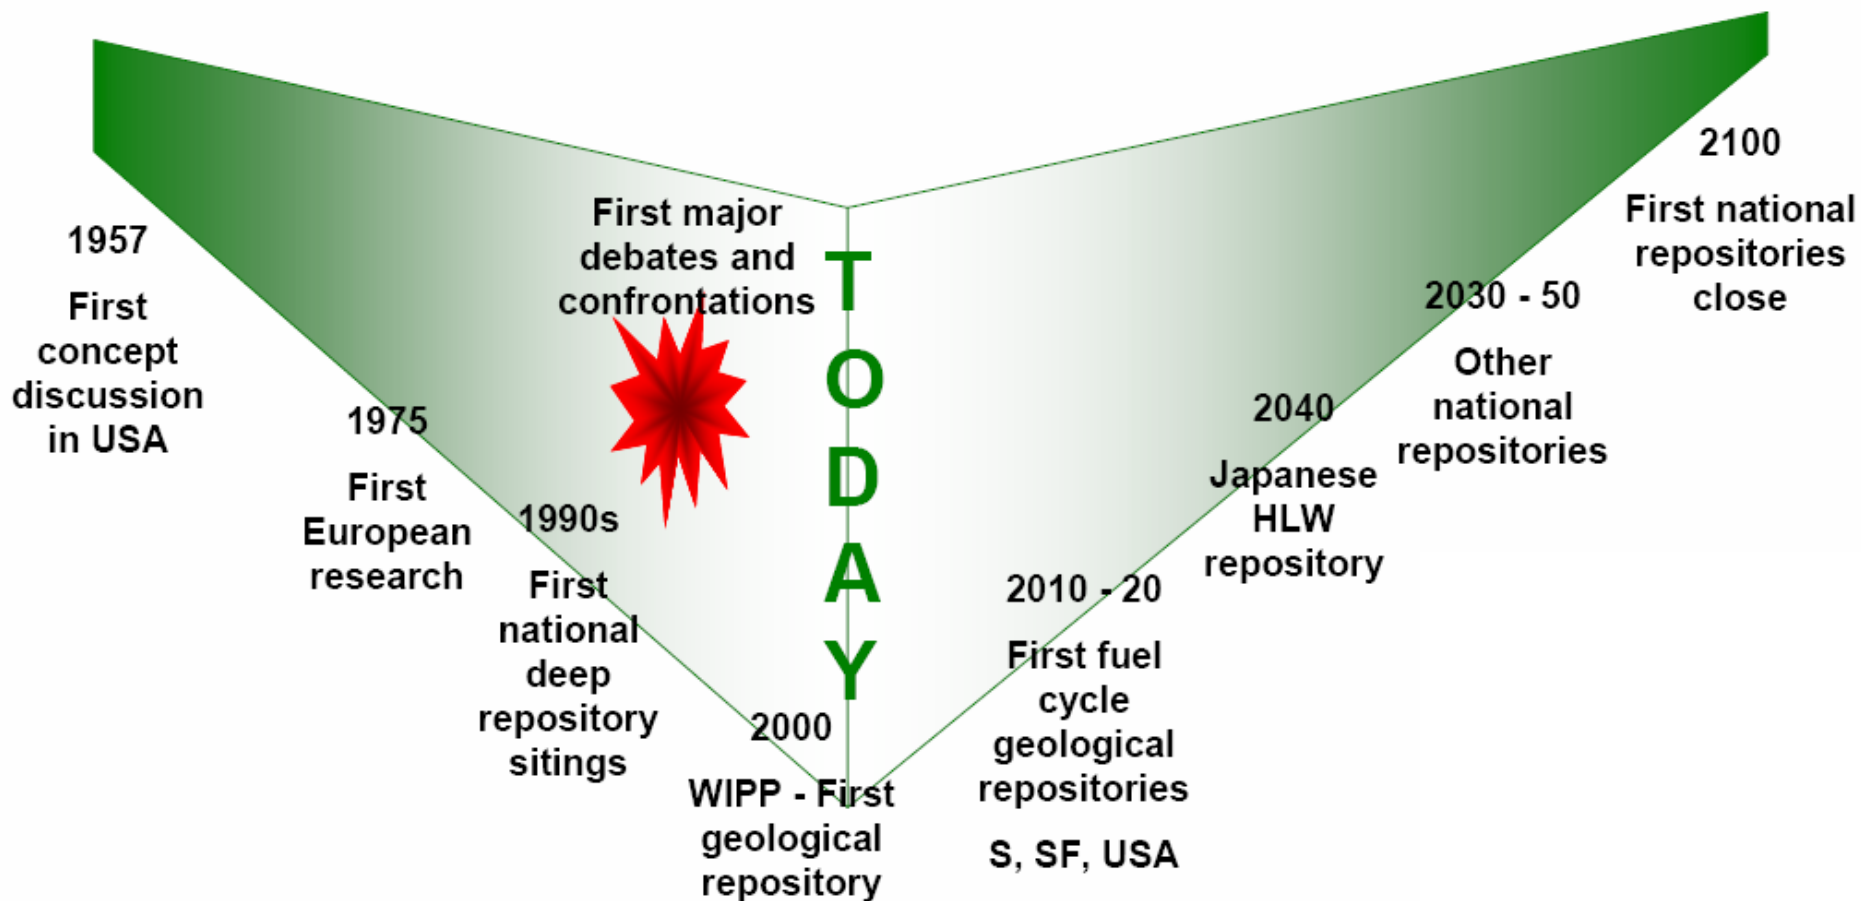 1957
First
concept
discussion
in USA
1975
First
European
research
1990s
First
national
deep
repository
sitings
First major
debates and
confrontations
2000
WIPP - First
geological
repository
T
O
D
A
Y
2010 - 20
First fuel
cycle
geological
repositories
S, SF, USA
2040
Japanese
HLW
repository
2030 - 50
Other
national
repositories
2100
First national
repositories
close